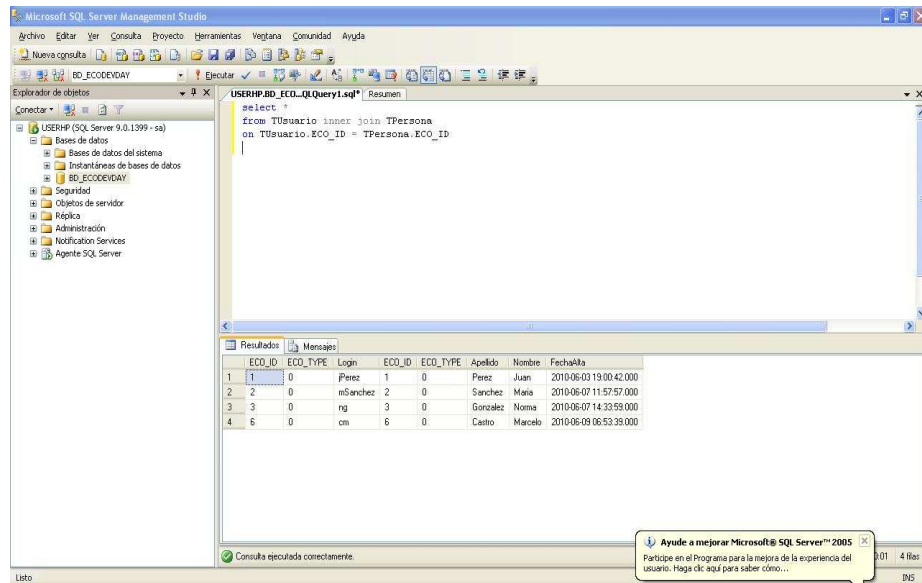 Microsoft SQL Server Management Studio
Archivo Editar Ver Consulta Proyecto Herramientas Ventana Comunidad Ayuda
Nueva consulta
BD_ECODEVDAY Ejecutar
Explorador de objetos
USERHP.BD_ECO...QLQuery1.sql* Resumen
Conectar
USERHP (SQL Server 9.0.1399 - sa)
Bases de datos
Bases de datos del sistema
Instantáneas de bases de datos
BD_ECODEVDAY
Seguridad
Objetos de servidor
Réplica
Administración
Notification Services
Agente SQL Server
select *
from TUsuario inner join TPersona
on TUsuario.ECO_ID = TPersona.ECO_ID
Resultados Mensajes
ECO_ID ECO_TYPE Login ECO_ID ECO_TYPE Apellido Nombre FechaAlta
1 1 0 jPerez 1 0 Perez Juan 2010-06-03 19:00:42.000
2 2 0 mSanchez 2 0 Sanchez Maria 2010-06-07 11:57:57.000
3 3 0 ng 3 0 Gonzalez Norma 2010-06-07 14:33:59.000
4 6 0 cm 6 0 Castro Marcelo 2010-06-09 06:53:39.000
Ayude a mejorar Microsoft® SQL Server™ 2005
Participe en el Programa para la mejora de la experiencia del
usuario. Haga clic aquí para saber cómo...
Consulta ejecutada correctamente. :01 4 filas
Listo INS